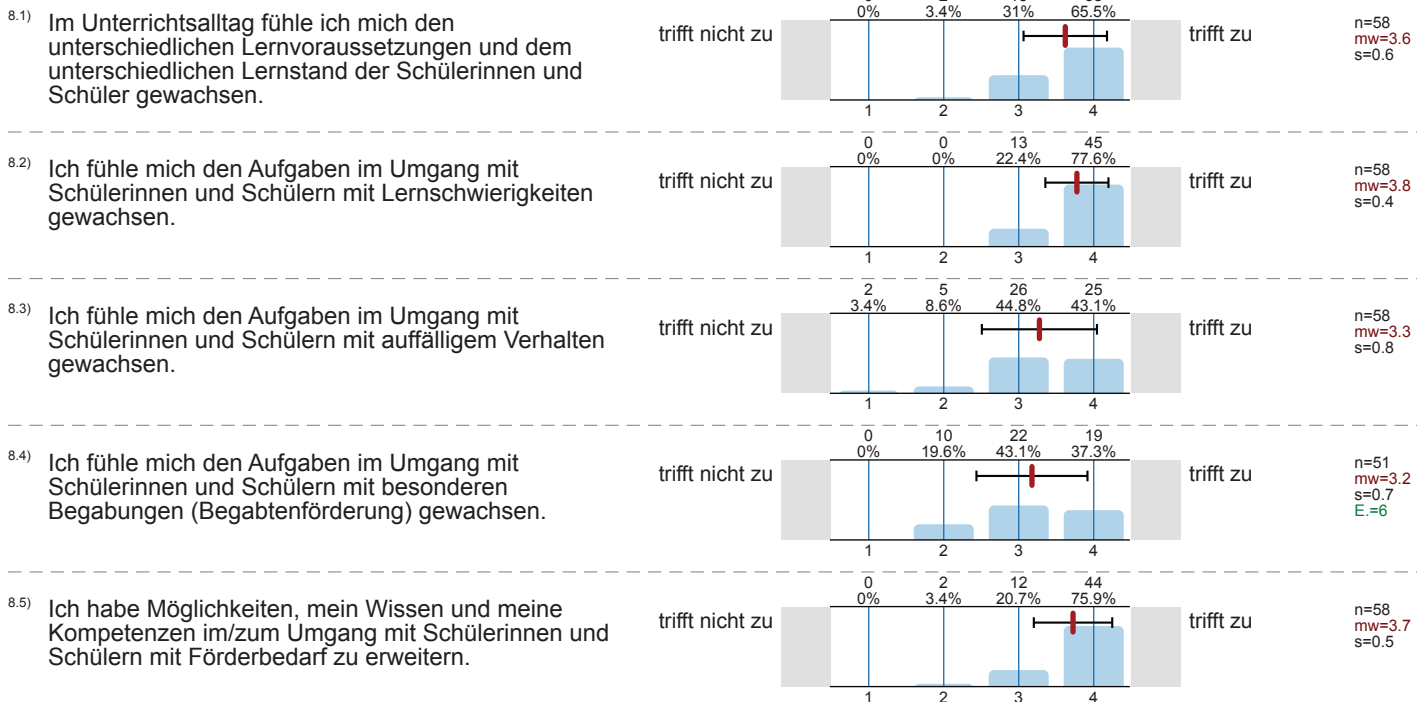 0% 3.4% 31% 65.5%
8.1) Im Unterrichtsalltag fühle ich mich den
unterschiedlichen Lernvoraussetzungen und dem
unterschiedlichen Lernstand der Schülerinnen und
Schüler gewachsen.
trifft nicht zu
trifft zu
n=58
mw=3.6
s=0.6
1 2 3 4
8.2) Ich fühle mich den Aufgaben im Umgang mit
Schülerinnen und Schülern mit Lernschwierigkeiten
gewachsen.
trifft nicht zu
0 0 13 45
0% 0% 22.4% 77.6%
trifft zu
n=58
mw=3.8
s=0.4
1 2 3 4
8.3) Ich fühle mich den Aufgaben im Umgang mit
Schülerinnen und Schülern mit auffälligem Verhalten
gewachsen.
trifft nicht zu
2 5 26 25
3.4% 8.6% 44.8% 43.1%
trifft zu
n=58
mw=3.3
s=0.8
1 2 3 4
8.4) Ich fühle mich den Aufgaben im Umgang mit
Schülerinnen und Schülern mit besonderen
Begabungen (Begabtenförderung) gewachsen.
trifft nicht zu
0 10 22 19
0% 19.6% 43.1% 37.3%
trifft zu
n=51
mw=3.2
s=0.7
E.=6
1 2 3 4
8.5) Ich habe Möglichkeiten, mein Wissen und meine
Kompetenzen im/zum Umgang mit Schülerinnen und
Schülern mit Förderbedarf zu erweitern.
trifft nicht zu
0 2 12 44
0% 3.4% 20.7% 75.9%
trifft zu
n=58
mw=3.7
s=0.5
1 2 3 4